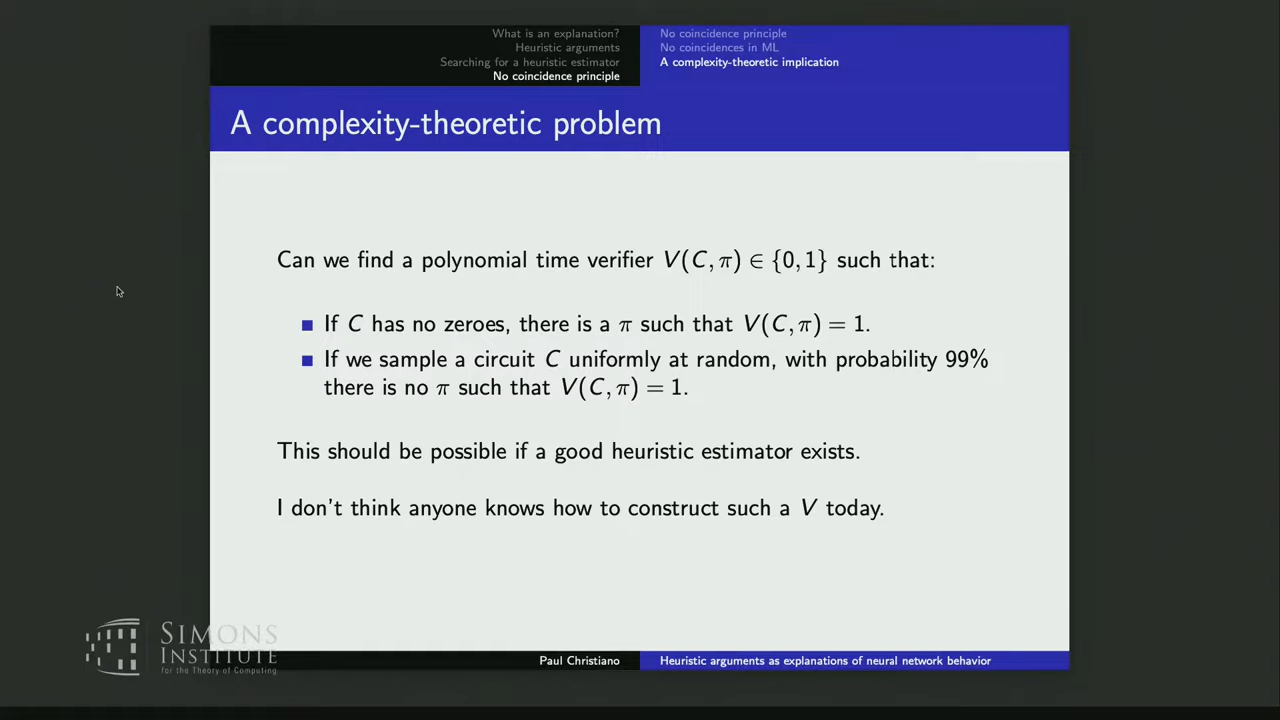 What is an explanation?
Heuristic arguments
Searching for a heuristic estimator
No coincidence principle
No coincidence principle
No coincidences in ML
A complexity-theoretic implication
A complexity-theoretic problem
Can we find a polynomial time verifier V(C, π) ∈ {0, 1} such that:
■ If C has no zeroes, there is a π such that V(C, π) = 1.
■ If we sample a circuit C uniformly at random, with probability 99%
there is no π such that V(C, π) = 1.
This should be possible if a good heuristic estimator exists.
I don't think anyone knows how to construct such a V today.
SIMONS
INSTITUTE
for the Theory of Computing
Paul Christiano
Heuristic arguments as explanations of neural network behavior